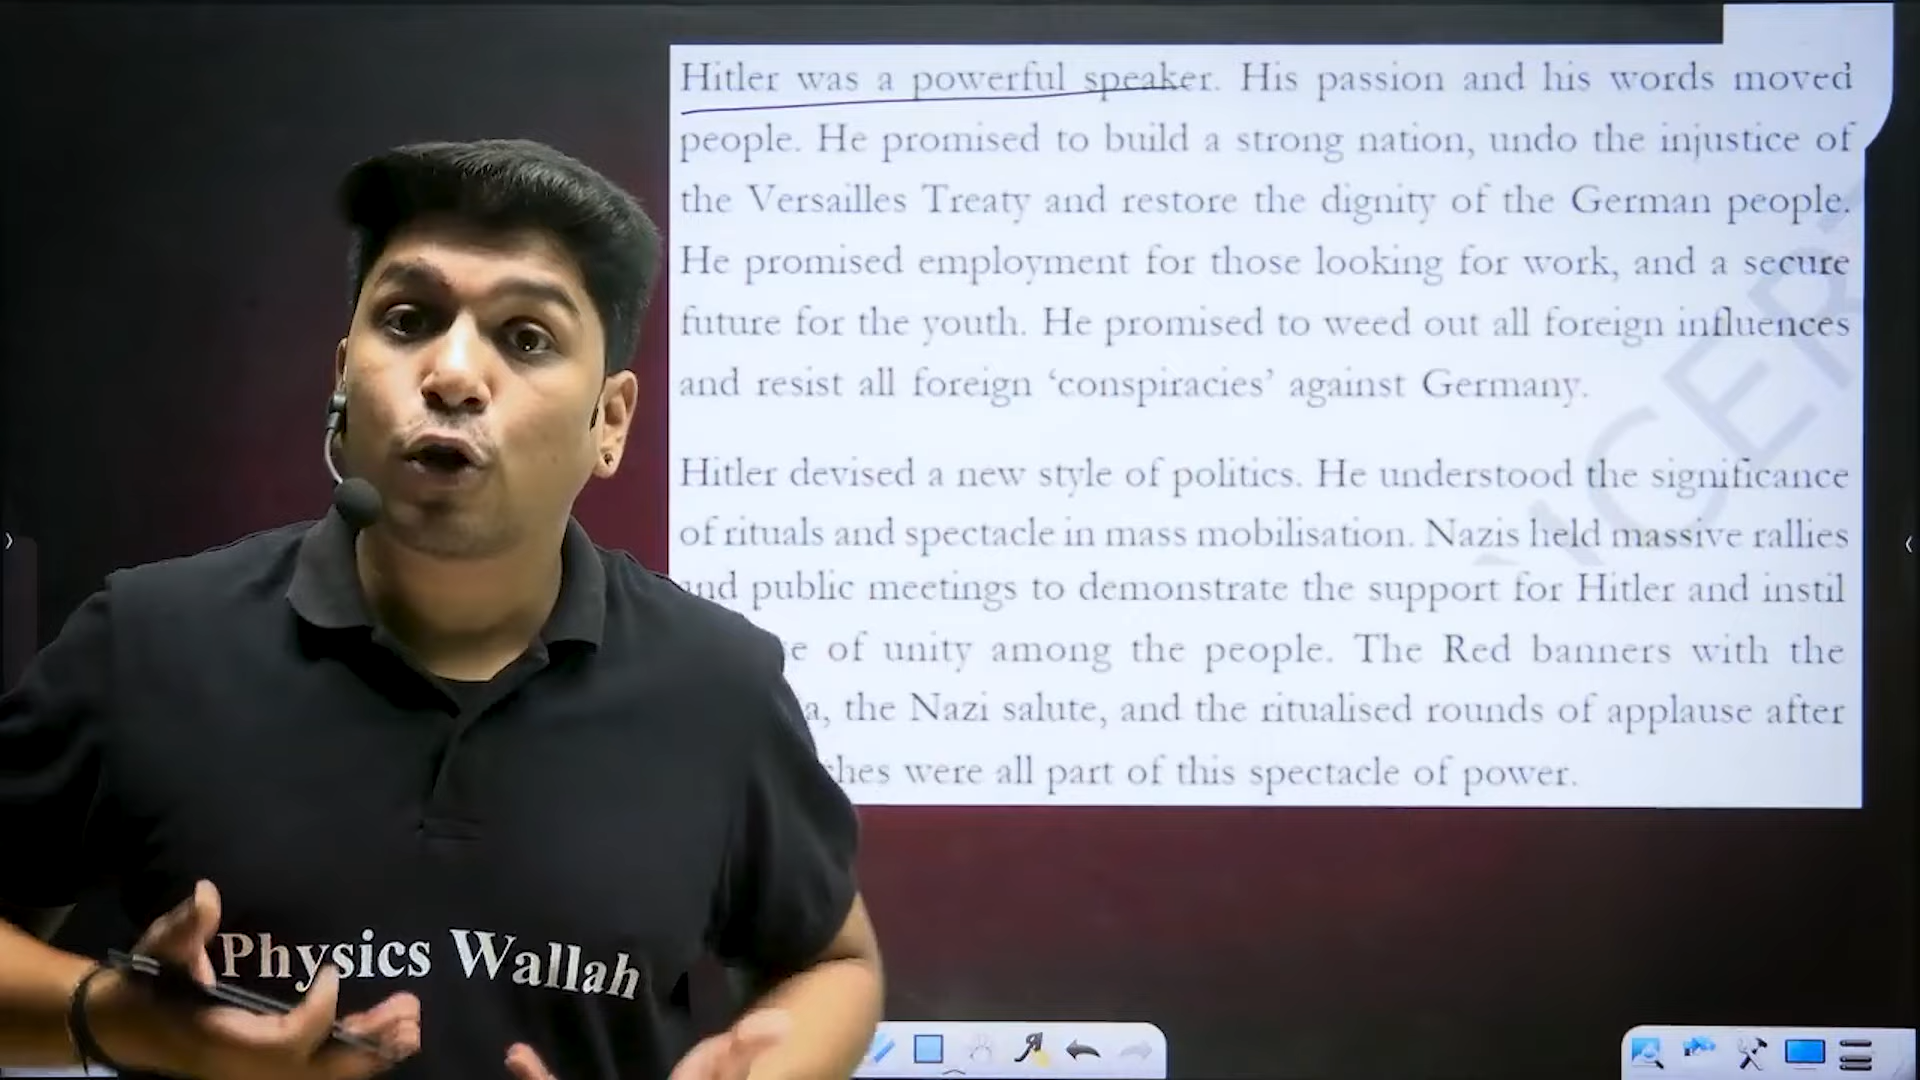 Hitler was a powerful speaker. His passion and his words moved
people. He promised to build a strong nation, undo the injustice of
the Versailles Treaty and restore the dignity of the German people.
He promised employment for those looking for work, and a secure
future for the youth. He promised to weed out all foreign influences
and resist all foreign ‘conspiracies’ against Germany.
Hitler devised a new style of politics. He understood the significance
of rituals and spectacle in mass mobilisation. Nazis held massive rallies
and public meetings to demonstrate the support for Hitler and instil
of unity among the people. The Red banners with the
the Nazi salute, and the ritualised rounds of applause after
were all part of this spectacle of power.
Physics Wallah